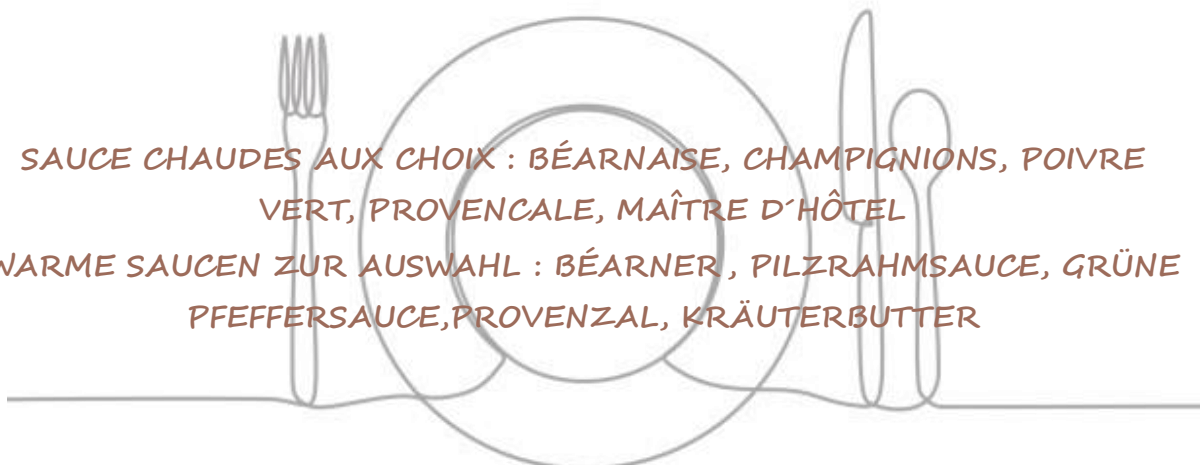 SAUCE CHAUDES AUX CHOIX : BÉARNAISE, CHAMPIGNIONS, POIVRE
VERT, PROVENCALE, MAÎTRE D´HÔTEL
WARME SAUCEN ZUR AUSWAHL : BÉARNER , PILZRAHMSAUCE, GRÜNE
PFEFFERSAUCE,PROVENZAL, KRÄUTERBUTTER